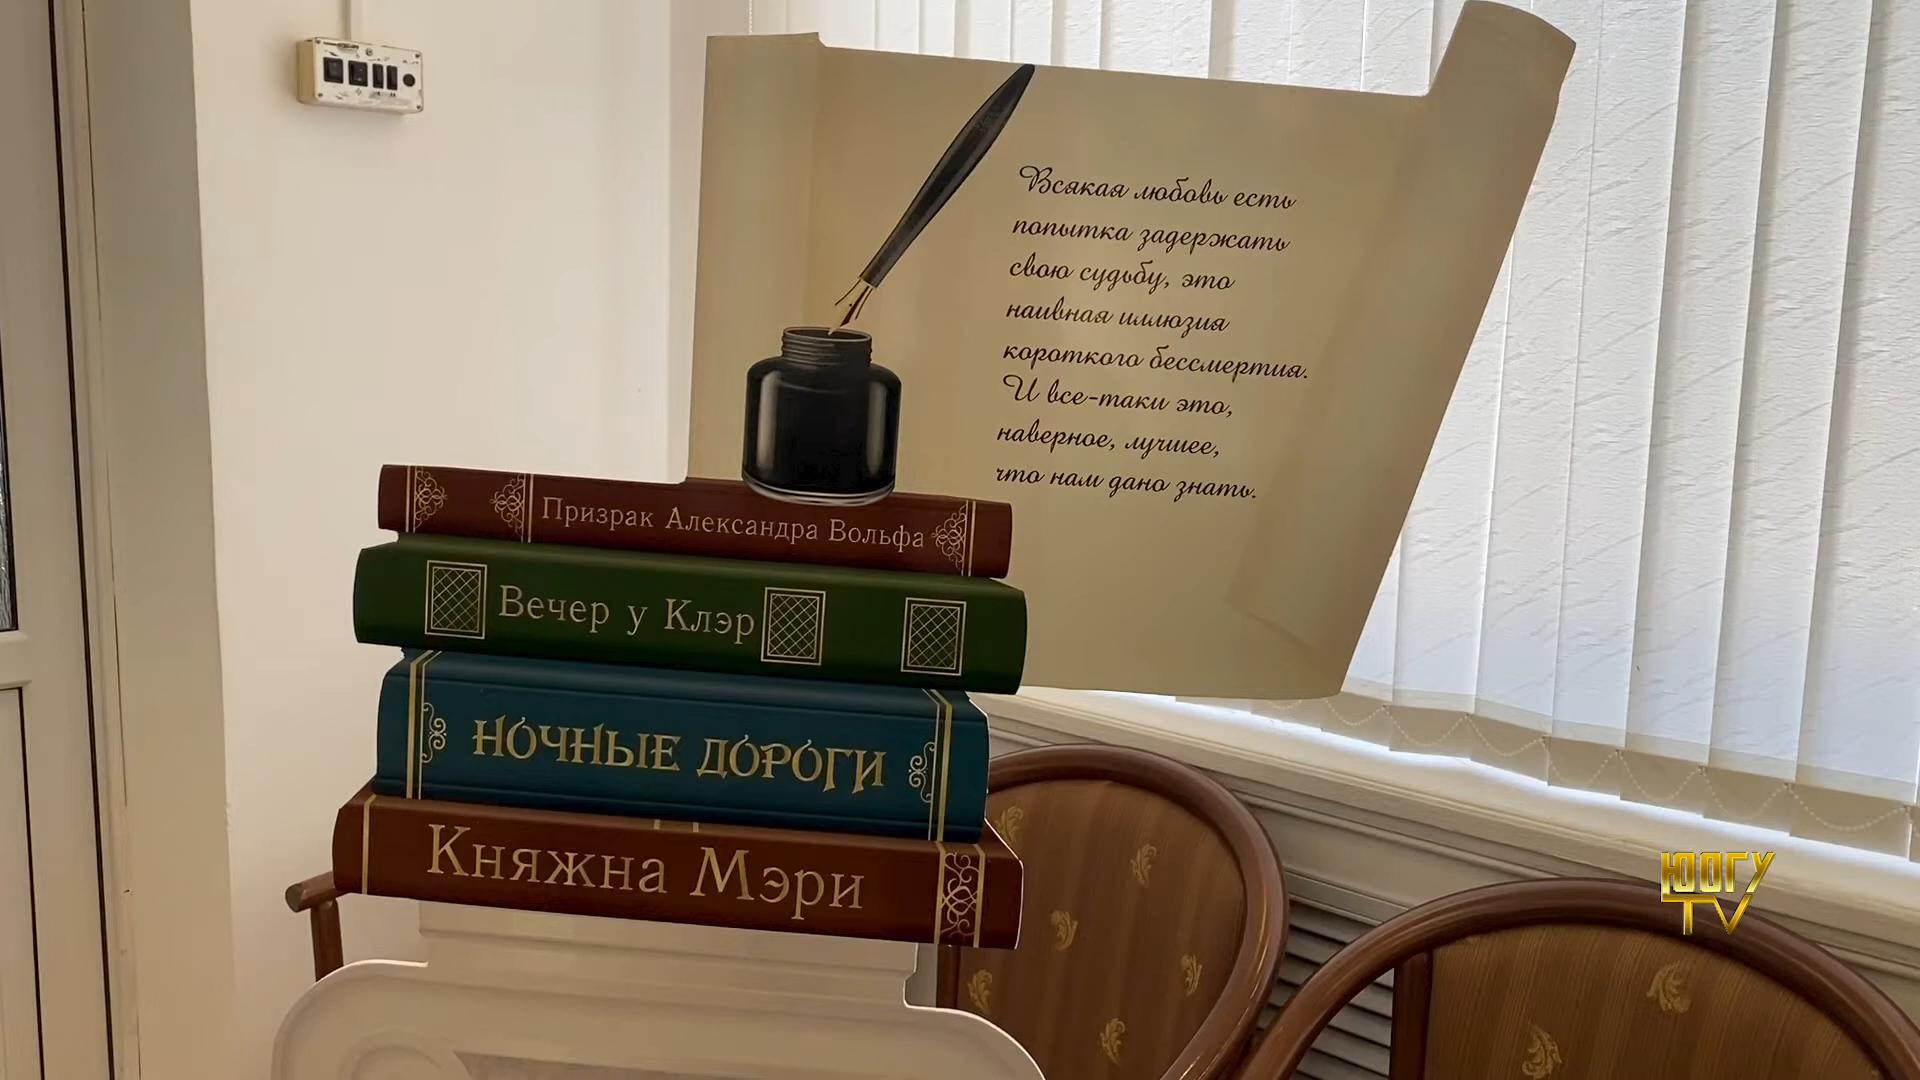 Всякая любовь есть
попытка задержать
свою судьбу, это
наивная иллюзия
короткого бессмертия.
И все-таки это,
наверное, лучшее,
что нам дано знать.
Призрак Александра Вольфа
Вечер у Клэр
НОЧНЫЕ ДОРОГИ
Княжна Мэри
ЮОГУ
TV